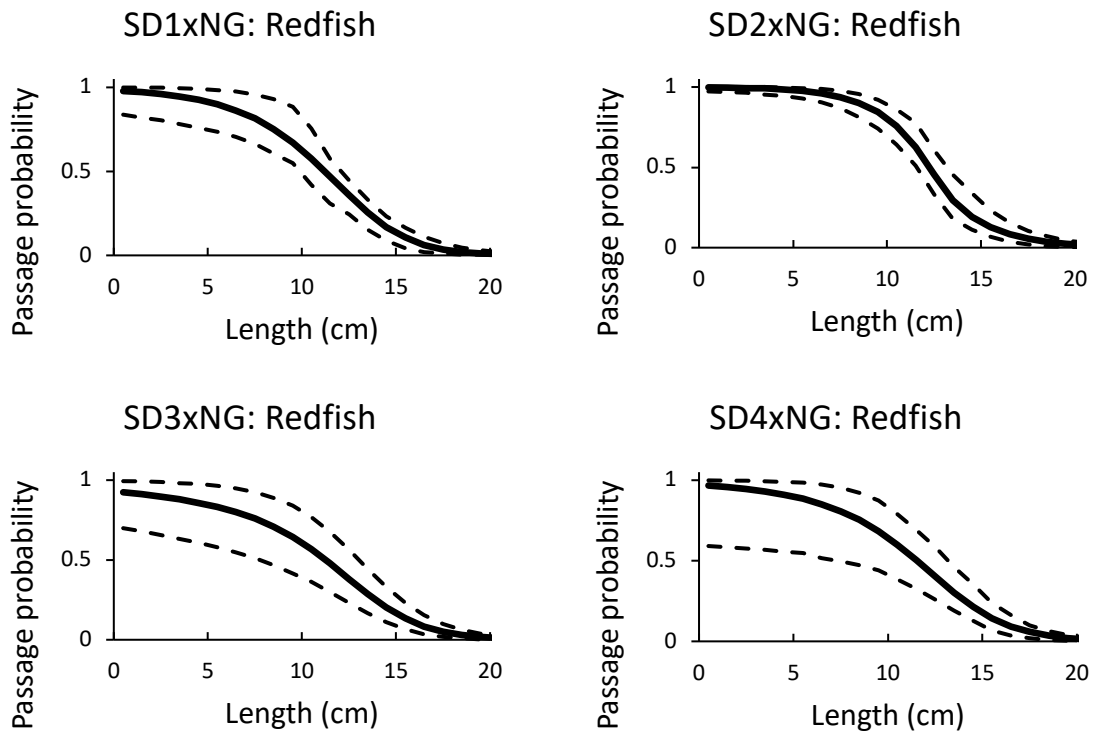 SD1xNG: Redfish
Passage probability
1
0.5
0
0
5
10
15
20
Length (cm)
SD2xNG: Redfish
Passage probability
1
0.5
0
0
5
10
15
20
Length (cm)
SD3xNG: Redfish
Passage probability
1
0.5
0
0
5
10
15
20
Length (cm)
SD4xNG: Redfish
Passage probability
1
0.5
0
0
5
10
15
20
Length (cm)